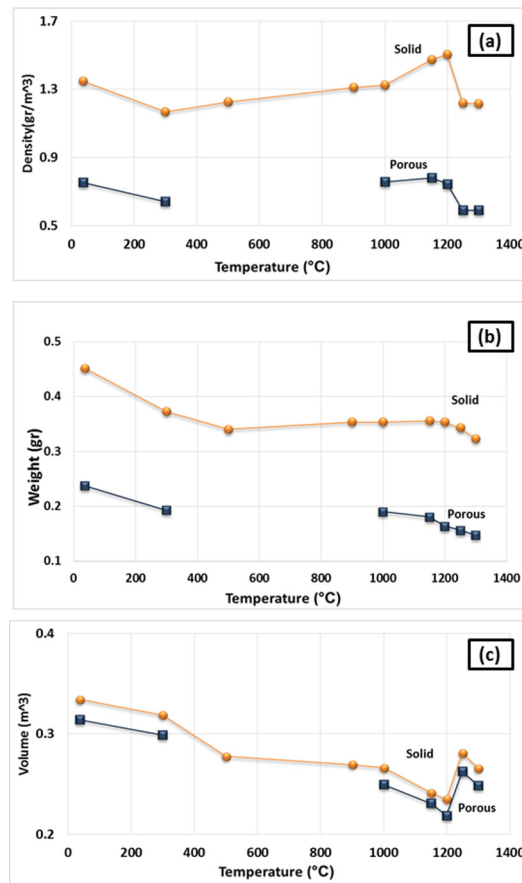 (a)
1.7
1.3
0.9
0.5
Density(gr/m^3)
Solid
Porous
0 200 400 600 800 1000 1200 1400
Temperature (°C)
(b)
0.5
0.4
0.3
0.2
0.1
Weight (gr)
Solid
Porous
0 200 400 600 800 1000 1200 1400
Temperature (°C)
(c)
0.4
0.3
0.2
Volume (m^3)
Solid
Porous
0 200 400 600 800 1000 1200 1400
Temperature (°C)